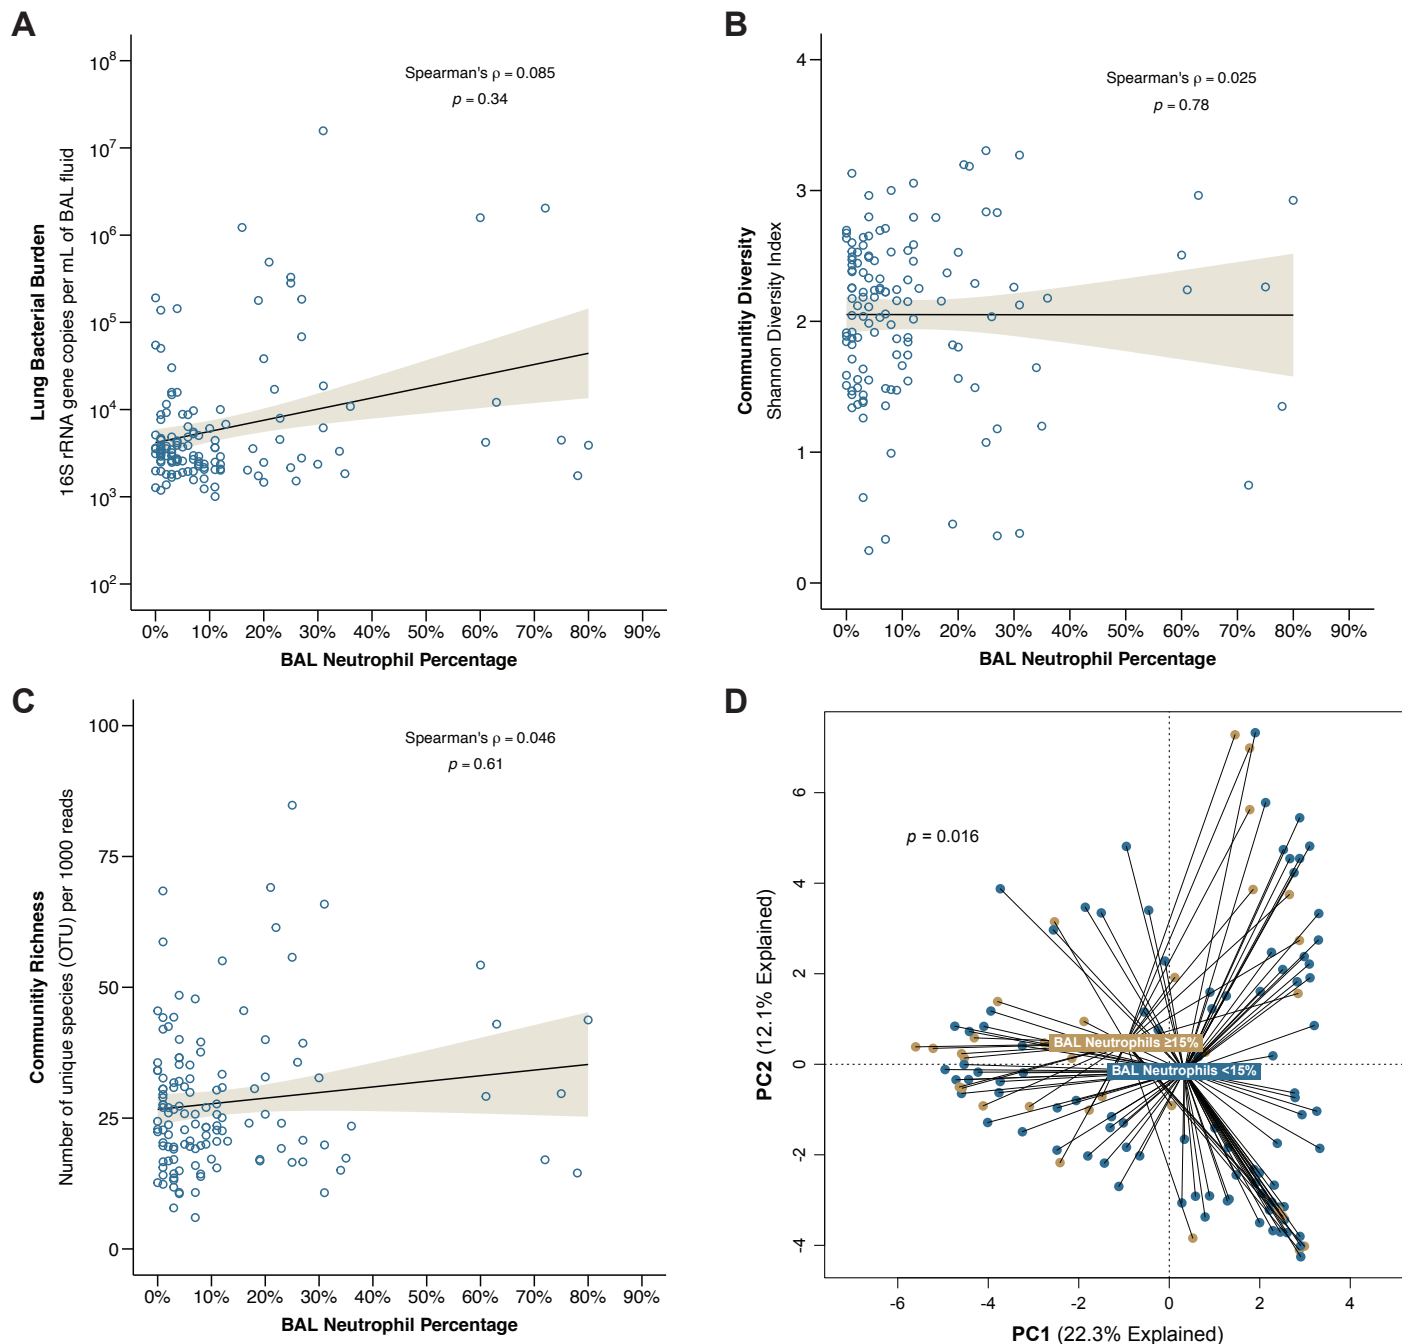 A
10^8
10^7
10^6
10^5
10^4
10^3
10^2
Lung Bacterial Burden
16S rRNA gene copies per mL of BAL fluid
Spearman's ρ = 0.085
p = 0.34
0% 10% 20% 30% 40% 50% 60% 70% 80% 90%
BAL Neutrophil Percentage
B
4
3
2
1
0
Communitiy Diversity
Shannon Diversity Index
Spearman's ρ = 0.025
p = 0.78
0% 10% 20% 30% 40% 50% 60% 70% 80% 90%
BAL Neutrophil Percentage
C
100
75
50
25
0
Communitiy Richness
Number of unique species (OTU) per 1000 reads
Spearman's ρ = 0.046
p = 0.61
0% 10% 20% 30% 40% 50% 60% 70% 80% 90%
BAL Neutrophil Percentage
D
6
4
2
0
-2
-4
PC2 (12.1% Explained)
p = 0.016
BAL Neutrophils ≥15%
BAL Neutrophils <15%
-6 -4 -2 0 2 4
PC1 (22.3% Explained)